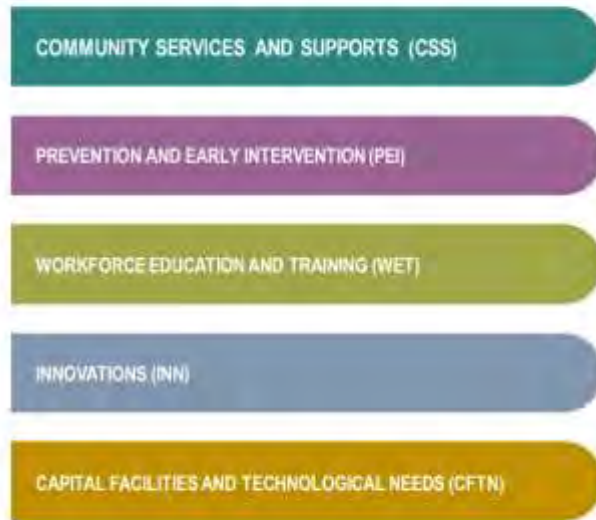 COMMUNITY SERVICES AND SUPPORTS (CSS)
PREVENTION AND EARLY INTERVENTION (PEI)
WORKFORCE EDUCATION AND TRAINING (WET)
INNOVATIONS (INN)
CAPITAL FACILITIES AND TECHNOLOGICAL NEEDS (CFTN)